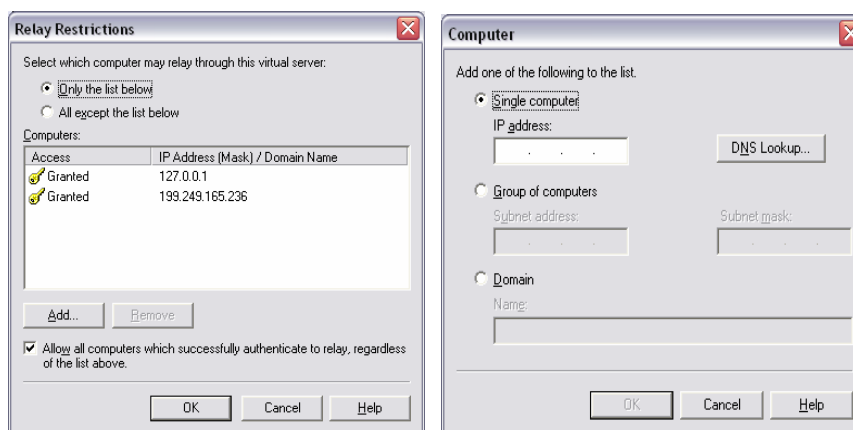 Relay Restrictions
Select which computer may relay through this virtual server:
Only the list below
All except the list below
Computers:
Access IP Address (Mask) / Domain Name
Granted 127.0.0.1
Granted 199.249.165.236
Add... Remove
Allow all computers which successfully authenticate to relay, regardless
of the list above.
OK Cancel Help
Computer
Add one of the following to the list.
Single computer
IP address:
DNS Lookup...
Group of computers
Subnet address: Subnet mask:
Domain
Name:
OK Cancel Help